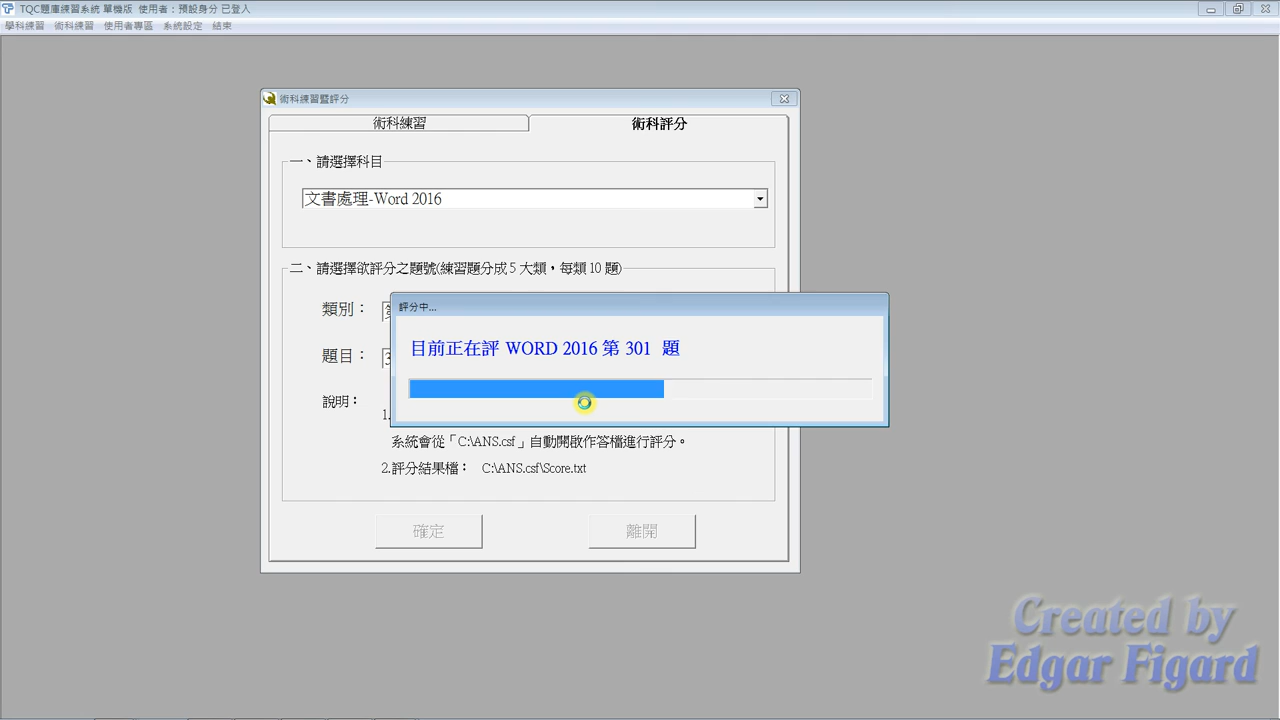 TQC題庫練習系統 單機版 使用者：預設身分 已登入
學科練習 術科練習 使用者專區 系統設定 結束
術科練習暨評分
術科練習 術科評分
一、請選擇科目
文書處理-Word 2016
二、請選擇欲評分之題號(練習題分成 5 大類，每類 10 題)
類別：
評分中...
目前正在評 WORD 2016 第 301 題
題目：
說明：
1.
系統會從「C:\ANS.csf」自動開啟作答檔進行評分。
2.評分結果檔： C:\ANS.csf\Score.txt
確定 離開
Created by
Edgar Figard